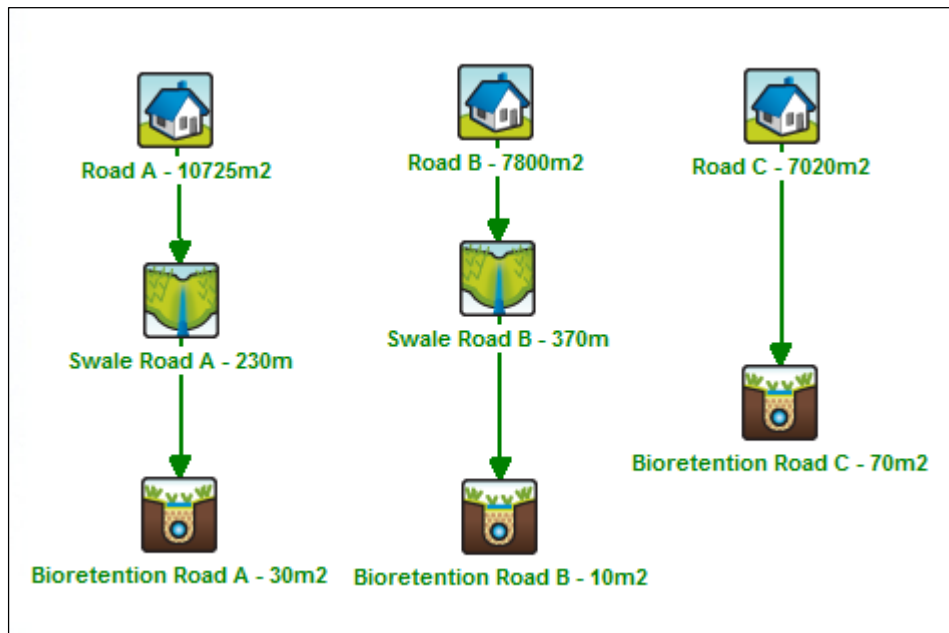 Road A - 10725m2
Road B - 7800m2
Road C - 7020m2
Swale Road A - 230m
Swale Road B - 370m
Bioretention Road C - 70m2
Bioretention Road A - 30m2
Bioretention Road B - 10m2